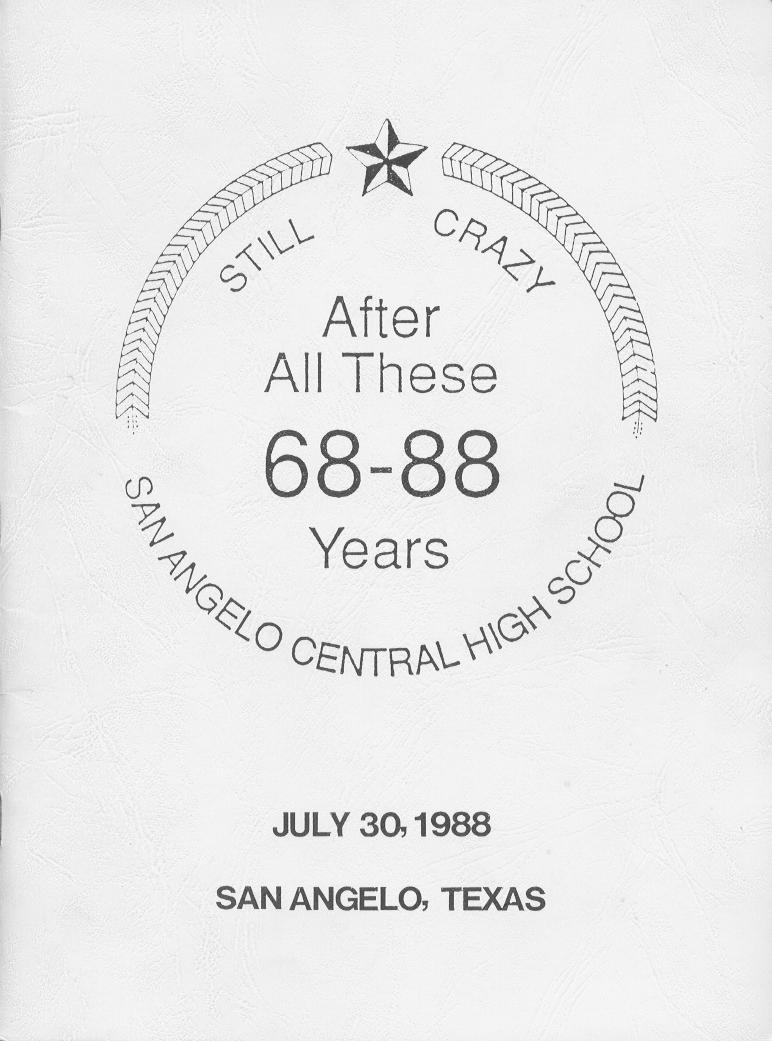 STILL CRAZY
After
All These
68-88
Years
SAN ANGELO CENTRAL HIGH SCHOOL
JULY 30, 1988
SAN ANGELO, TEXAS